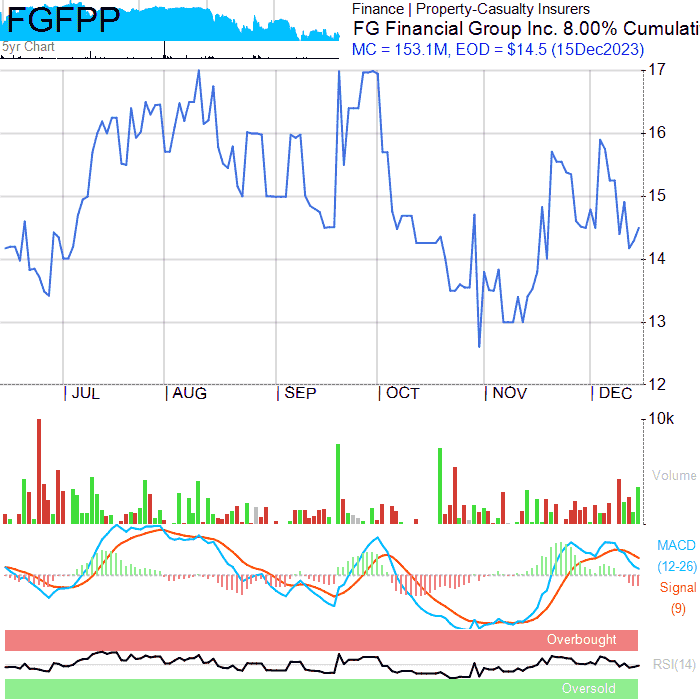 FGFPP
5yr Chart
Finance | Property-Casualty Insurers
FG Financial Group Inc. 8.00% Cumulati
MC = 153.1M, EOD = $14.5 (15Dec2023)
17
16
15
14
13
12
JUL
AUG
SEP
OCT
NOV
DEC
10k
Volume
MACD
(12-26)
Signal
(9)
Overbought
RSI(14)
Oversold